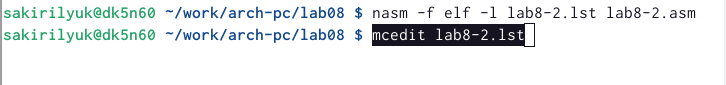 sakirilyuk@dk5n60 ~/work/arch-pc/lab08 $ nasm -f elf -l lab8-2.lst lab8-2.asm
sakirilyuk@dk5n60 ~/work/arch-pc/lab08 $ mcedit lab8-2.lst